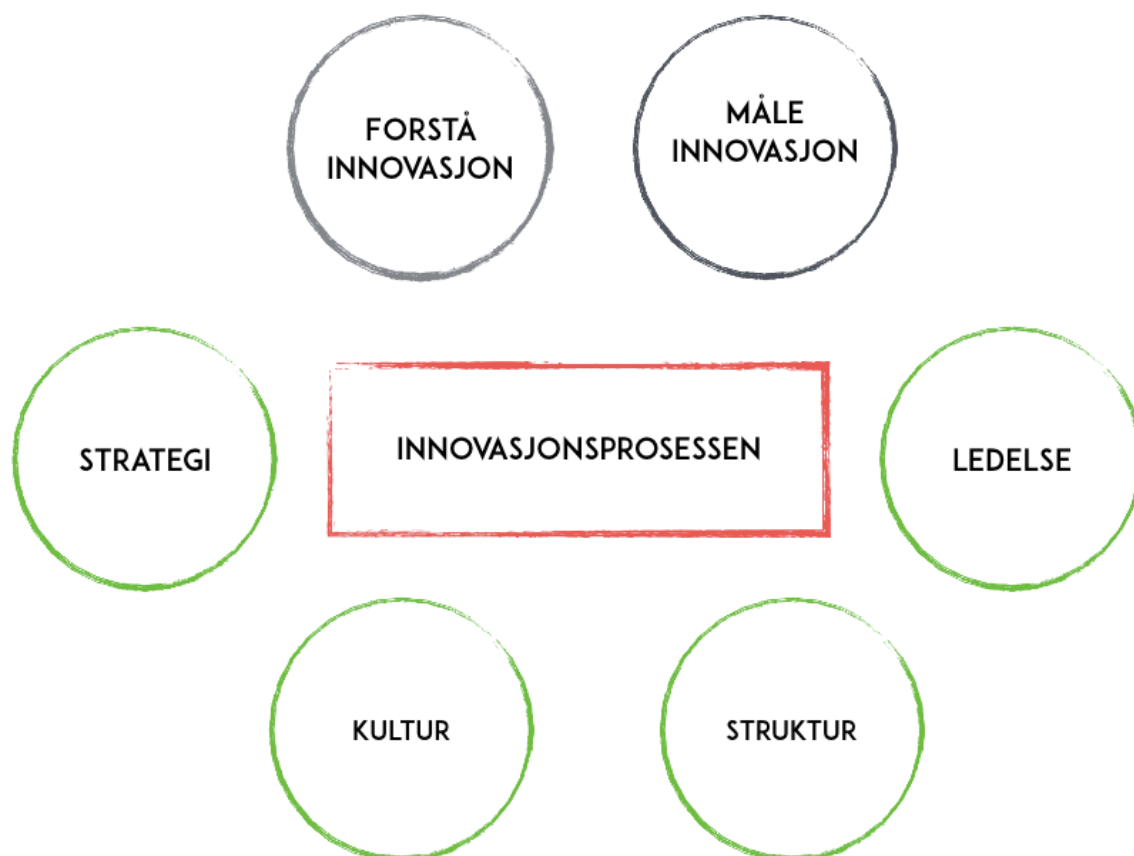 FORSTÅ
INNOVASJON
MÅLE
INNOVASJON
STRATEGI
INNOVASJONSPROSESSEN
LEDELSE
KULTUR
STRUKTUR